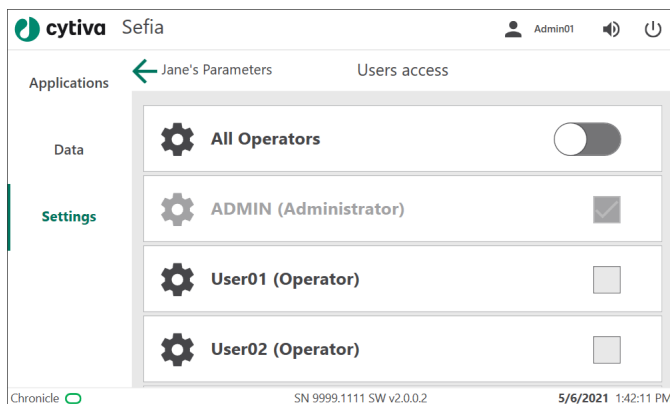 cytiva Sefia Admin01
Applications
Jane's Parameters Users access
All Operators
Data
ADMIN (Administrator)
Settings
User01 (Operator)
User02 (Operator)
Chronicle SN 9999.1111 SW v2.0.0.2 5/6/2021 1:42:11 PM